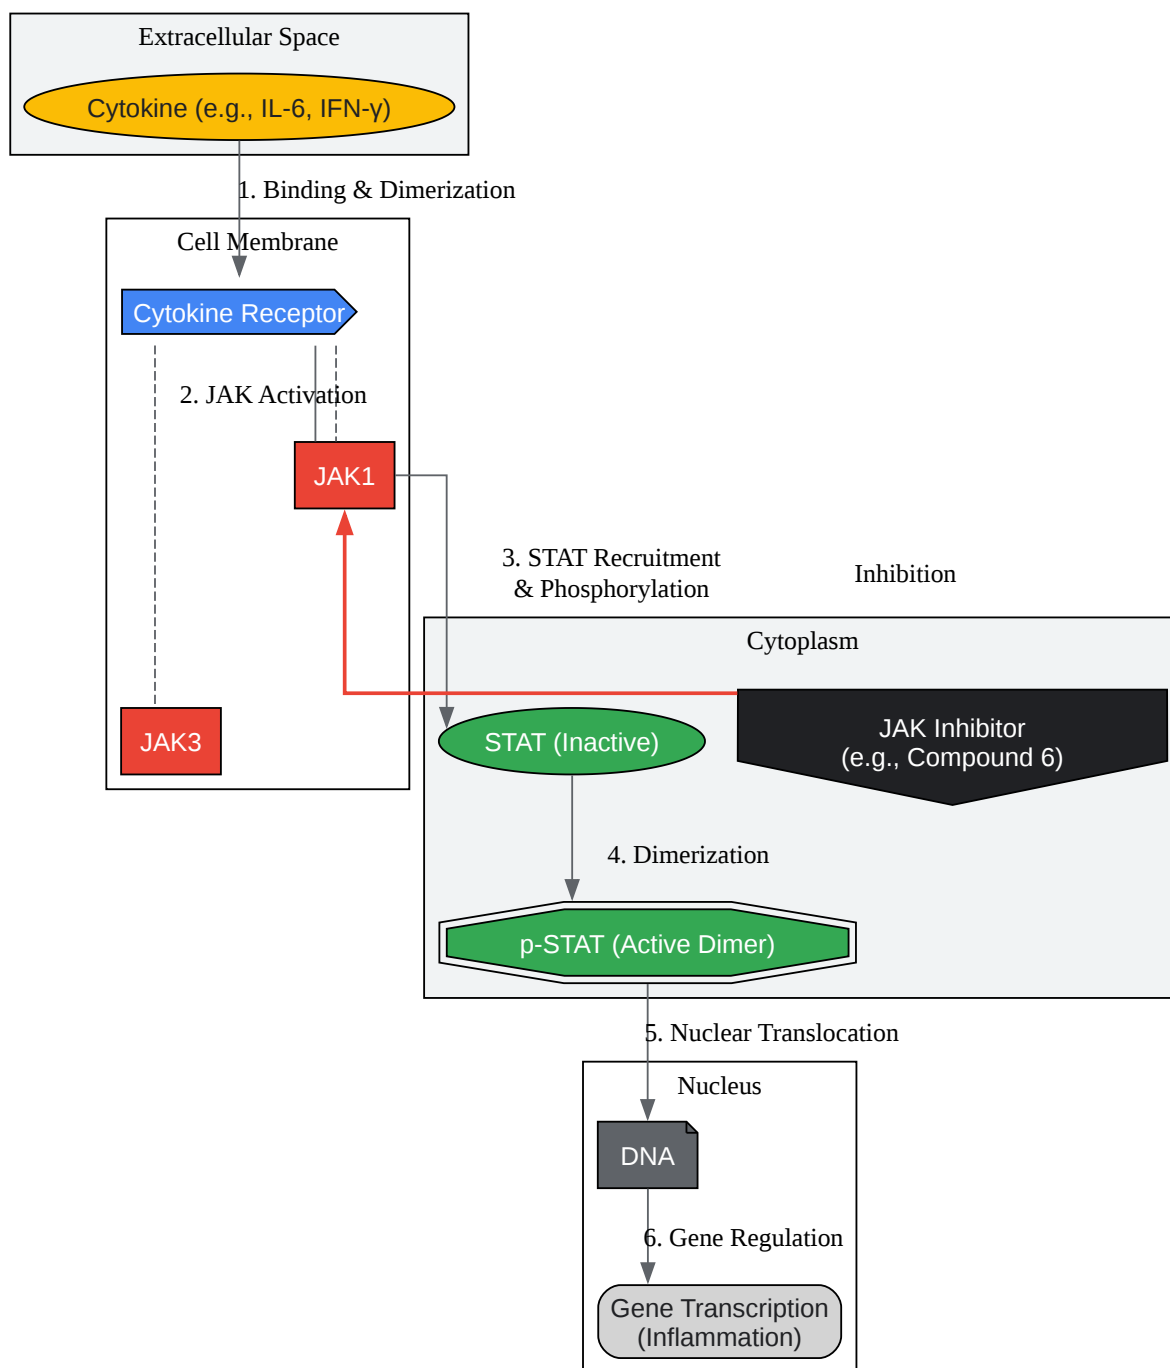 Extracellular Space
Cytokine (e.g., IL-6, IFN-γ)
1. Binding & Dimerization
Cell Membrane
Cytokine Receptor
2. JAK Activation
JAK1
3. STAT Recruitment
& Phosphorylation
Inhibition
Cytoplasm
JAK3
STAT (Inactive)
JAK Inhibitor
(e.g., Compound 6)
4. Dimerization
p-STAT (Active Dimer)
5. Nuclear Translocation
Nucleus
DNA
6. Gene Regulation
Gene Transcription
(Inflammation)